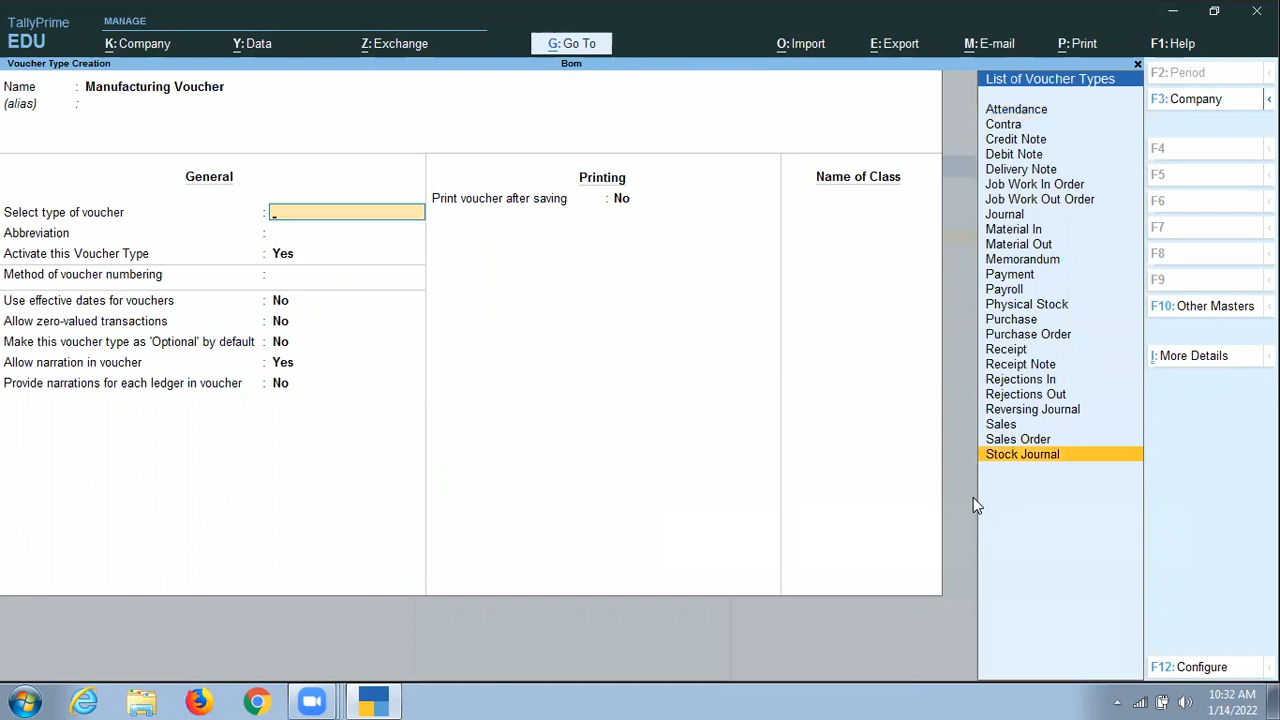 TallyPrime
EDU
MANAGE
K: Company
Y: Data
Z: Exchange
G: Go To
O: Import
E: Export
M: E-mail
P: Print
F1: Help
Voucher Type Creation
Bom
Name : Manufacturing Voucher
(alias) :
General
Select type of voucher :
Abbreviation :
Activate this Voucher Type : Yes
Method of voucher numbering :
Use effective dates for vouchers : No
Allow zero-valued transactions : No
Make this voucher type as 'Optional' by default : No
Allow narration in voucher : Yes
Provide narrations for each ledger in voucher : No
Printing
Print voucher after saving : No
Name of Class
List of Voucher Types
Attendance
Contra
Credit Note
Debit Note
Delivery Note
Job Work In Order
Job Work Out Order
Journal
Material In
Material Out
Memorandum
Payment
Payroll
Physical Stock
Purchase
Purchase Order
Receipt
Receipt Note
Rejections In
Rejections Out
Reversing Journal
Sales
Sales Order
Stock Journal
F2: Period
F3: Company
F4
F5
F6
F7
F8
F9
F10: Other Masters
I: More Details
F12: Configure
10:32 AM
1/14/2022